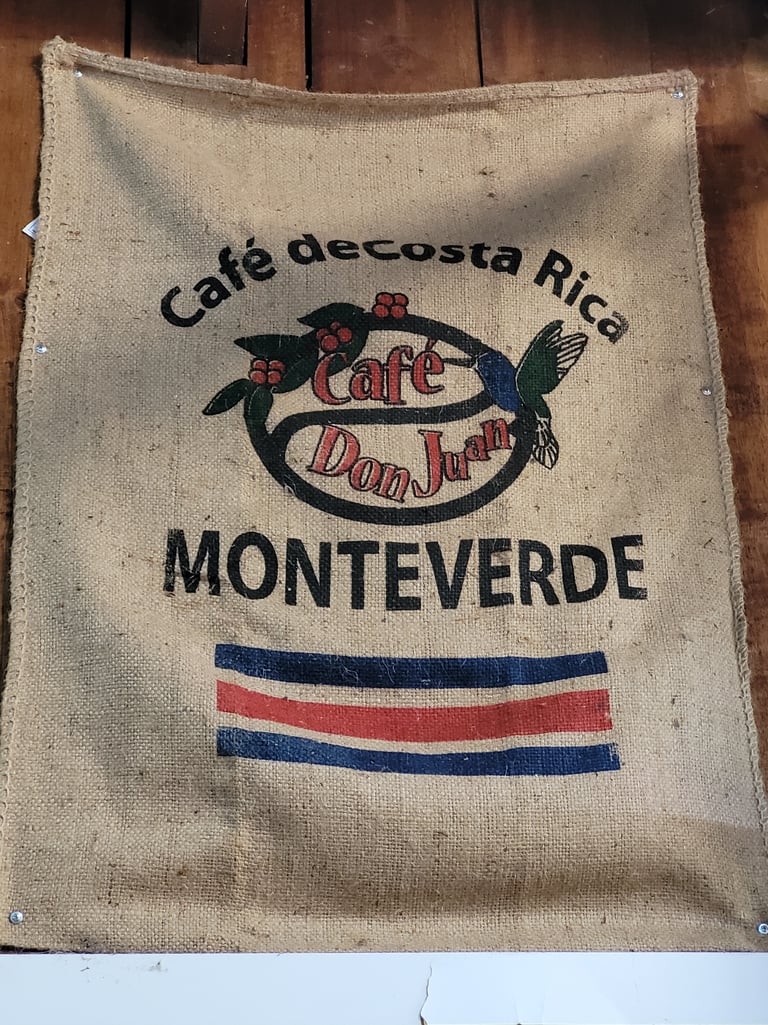 Café decosta Rica
Café
Don Juan
MONTEVERDE